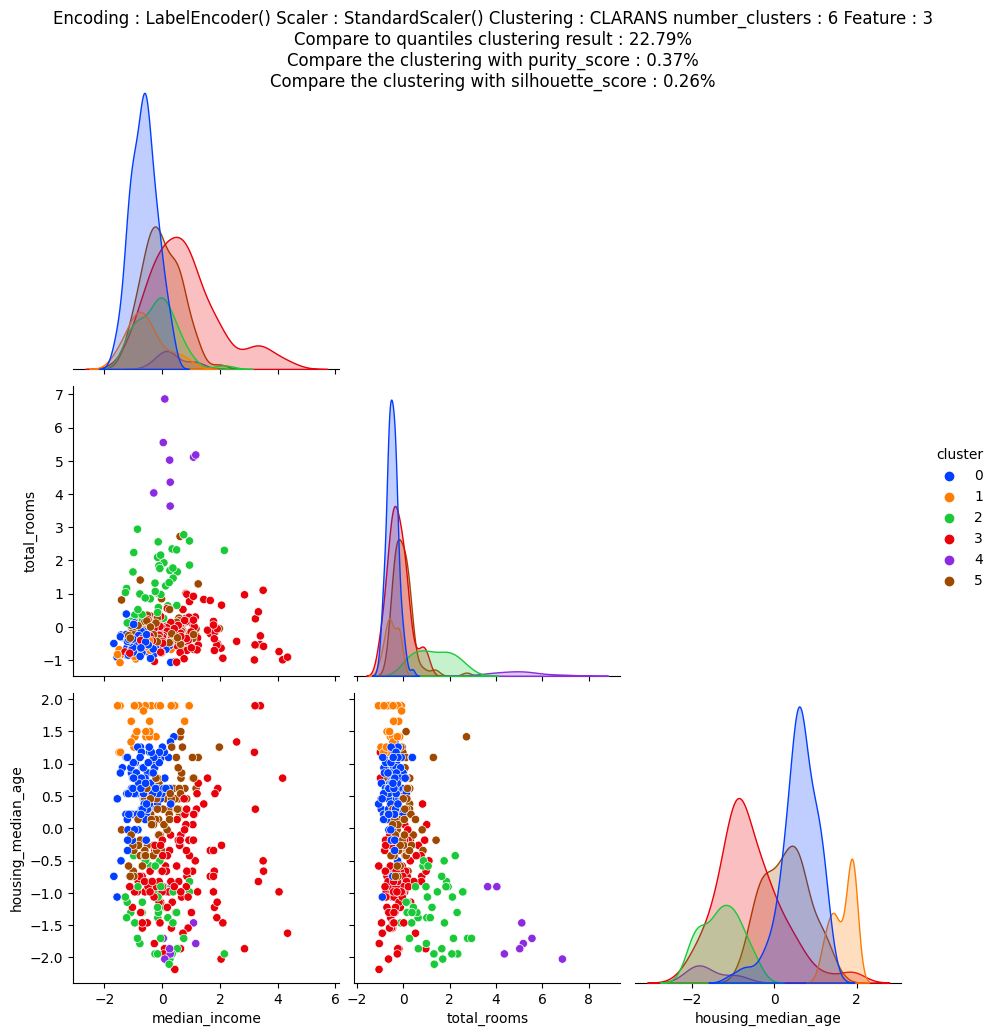 Encoding : LabelEncoder() Scaler : StandardScaler() Clustering : CLARANS number_clusters : 6 Feature : 3
Compare to quantiles clustering result : 22.79%
Compare the clustering with purity_score : 0.37%
Compare the clustering with silhouette_score : 0.26%
7
6
5
4
3
2
1
0
−1
total_rooms
cluster
0
1
2
3
4
5
2.0
1.5
1.0
0.5
0.0
−0.5
−1.0
−1.5
−2.0
housing_median_age
−2 0 2 4 6
median_income
−2 0 2 4 6 8
total_rooms
−2 0 2
housing_median_age